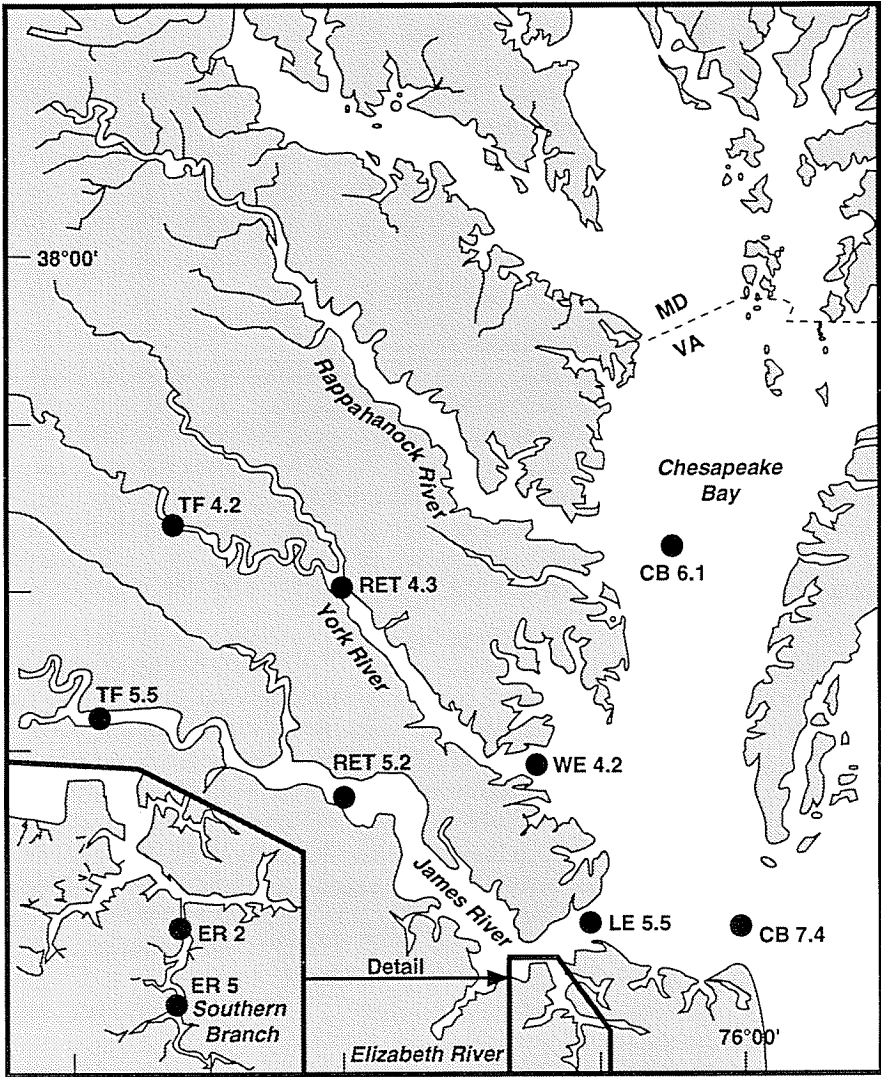 38°00'
MD
VA
Rappahanock River
Chesapeake
Bay
TF 4.2
CB 6.1
RET 4.3
York River
TF 5.5
RET 5.2
WE 4.2
James River
LE 5.5
CB 7.4
ER 2
Detail
ER 5
Southern
Branch
76°00'
Elizabeth River